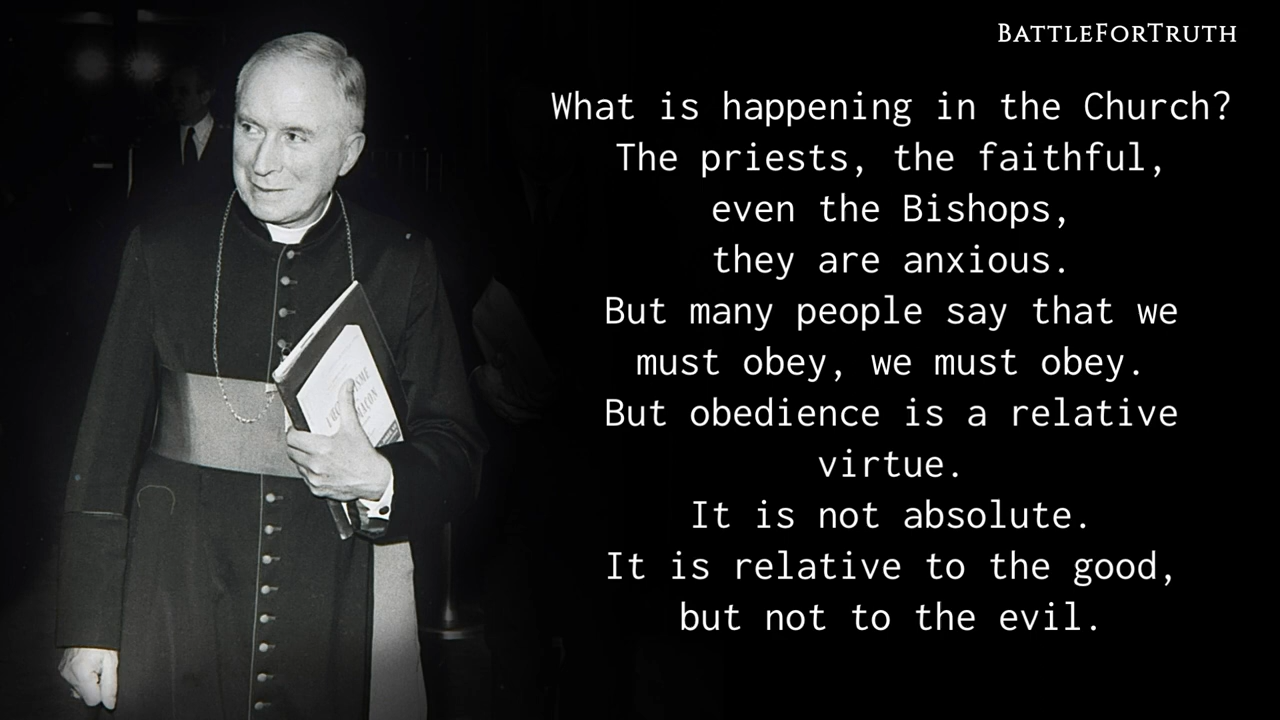 BATTLEFORTRUTH
What is happening in the Church?
The priests, the faithful,
even the Bishops,
they are anxious.
But many people say that we
must obey, we must obey.
But obedience is a relative
virtue.
It is not absolute.
It is relative to the good,
but not to the evil.